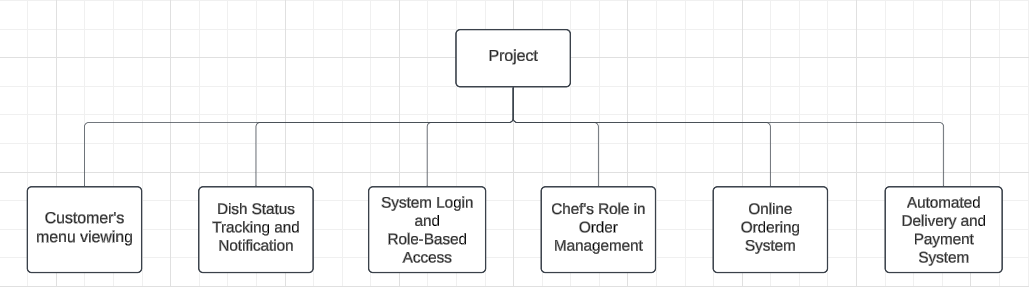 Project
Customer's
menu viewing
Dish Status
Tracking and
Notification
System Login
and
Role-Based
Access
Chef's Role in
Order
Management
Online
Ordering
System
Automated
Delivery and
Payment
System